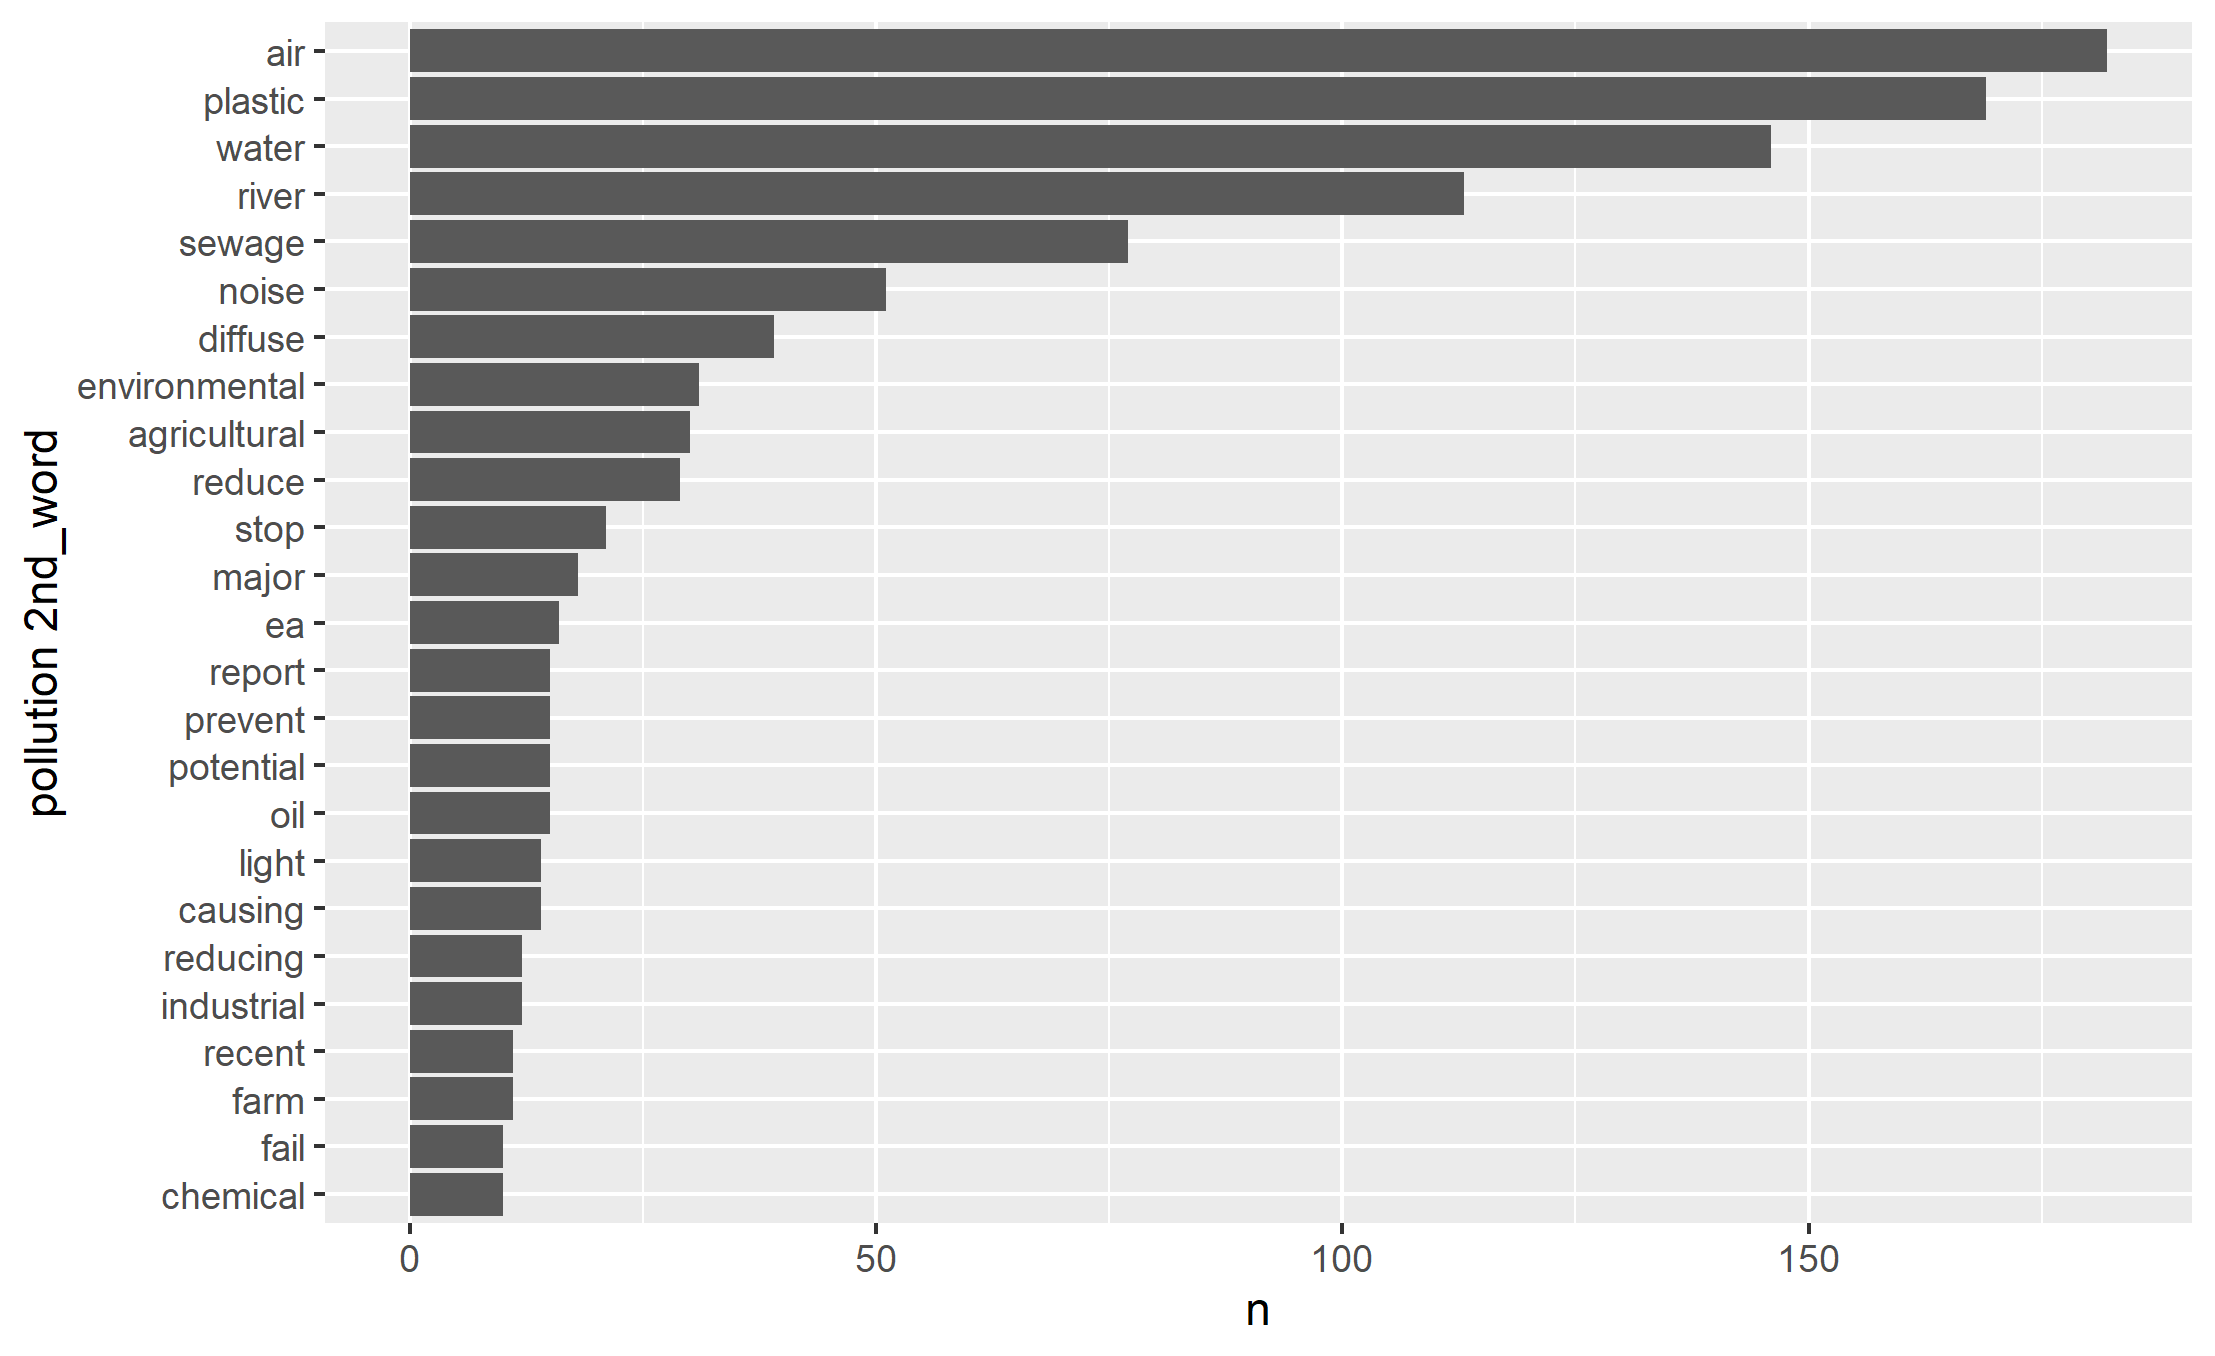 air
plastic
water
river
sewage
noise
diffuse
environmental
agricultural
reduce
stop
major
ea
report
prevent
potential
oil
light
causing
reducing
industrial
recent
farm
fail
chemical
pollution 2nd_word
0 50 100 150
n